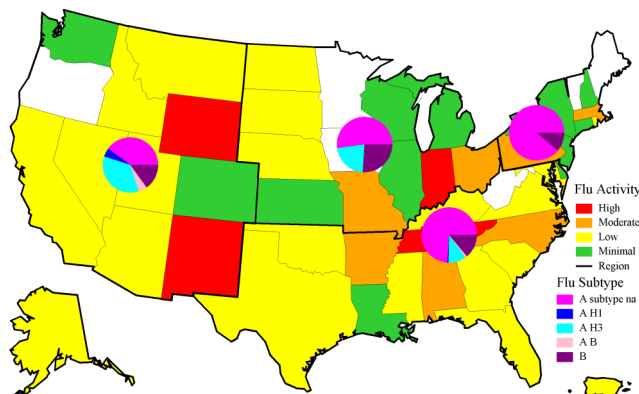 Flu Activity
High
Moderate
Low
Minimal
Region
Flu Subtype
A subtype na
A H1
A H3
A B
B